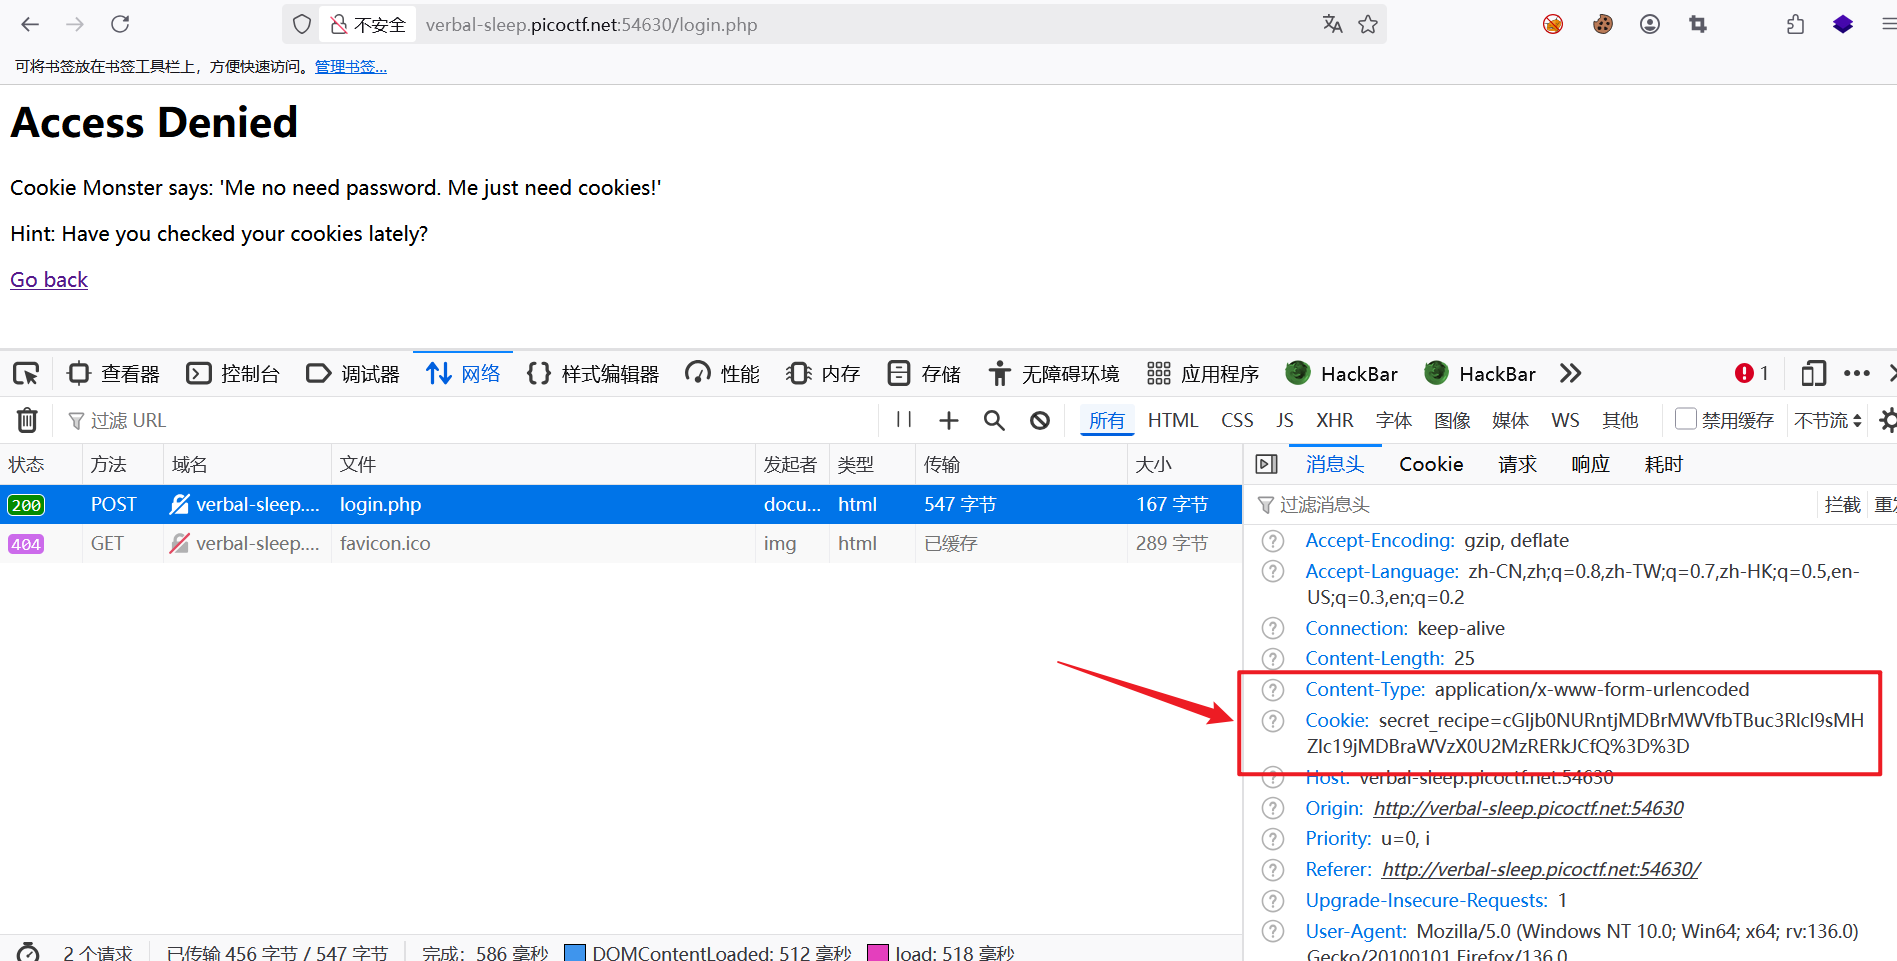 不安全 verbal-sleep.picoctf.net:54630/login.php
可将书签放在书签工具栏上，方便快速访问。管理书签...
Access Denied
Cookie Monster says: 'Me no need password. Me just need cookies!'
Hint: Have you checked your cookies lately?
Go back
查看器 控制台 调试器 网络 样式编辑器 性能 内存 存储 无障碍环境 应用程序 HackBar HackBar 1
过滤 URL 所有 HTML CSS JS XHR 字体 图像 媒体 WS 其他 禁用缓存 不节流
状态 方法 域名 文件 发起者 类型 传输 大小 消息头 Cookie 请求 响应 耗时
200 POST verbal-sleep.... login.php docu... html 547 字节 167 字节
过滤消息头 拦截 重发
404 GET verbal-sleep.... favicon.ico img html 已缓存 289 字节
Accept-Encoding: gzip, deflate
Accept-Language: zh-CN,zh;q=0.8,zh-TW;q=0.7,zh-HK;q=0.5,en-
US;q=0.3,en;q=0.2
Connection: keep-alive
Content-Length: 25
Content-Type: application/x-www-form-urlencoded
Cookie: secret_recipe=cGljb0NURntjMDBrMWVfbTBuc3Rlcl9sMH
ZIc19jMDBraWVzX0U2MzRERkJCfQ%3D%3D
Host: verbal-sleep.picoctf.net:54630
Origin: http://verbal-sleep.picoctf.net:54630
Priority: u=0, i
Referer: http://verbal-sleep.picoctf.net:54630/
Upgrade-Insecure-Requests: 1
User-Agent: Mozilla/5.0 (Windows NT 10.0; Win64; x64; rv:136.0)
Gecko/20100101 Firefox/136.0
2 个请求 已传输 456 字节 / 547 字节 完成：586 毫秒 DOMContentLoaded: 512 毫秒 load: 518 毫秒